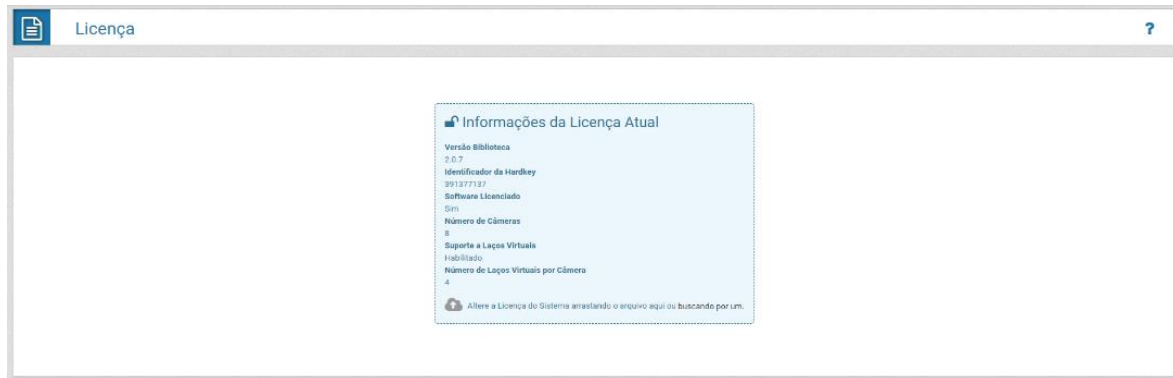 Licença
?
Informações da Licença Atual
Versão Biblioteca
2.0.7
Identificador da Hardkey
391377137
Software Licenciado
Sim
Número de Câmeras
8
Suporte a Laços Virtuais
Habilitado
Número de Laços Virtuais por Câmera
4
Altere a Licença do Sistema arrastando o arquivo aqui ou buscando por um.